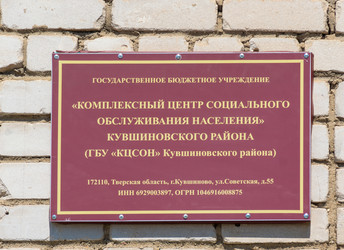 ГОСУДАРСТВЕННОЕ БЮДЖЕТНОЕ УЧРЕЖДЕНИЕ
«КОМПЛЕКСНЫЙ ЦЕНТР СОЦИАЛЬНОГО
ОБСЛУЖИВАНИЯ НАСЕЛЕНИЯ»
КУВШИНОВСКОГО РАЙОНА
(ГБУ «КЦСОН» Кувшиновского района)
172110, Тверская область, г.Кувшиново, ул.Советская, д.55
ИНН 6929003897, ОГРН 1046916008875